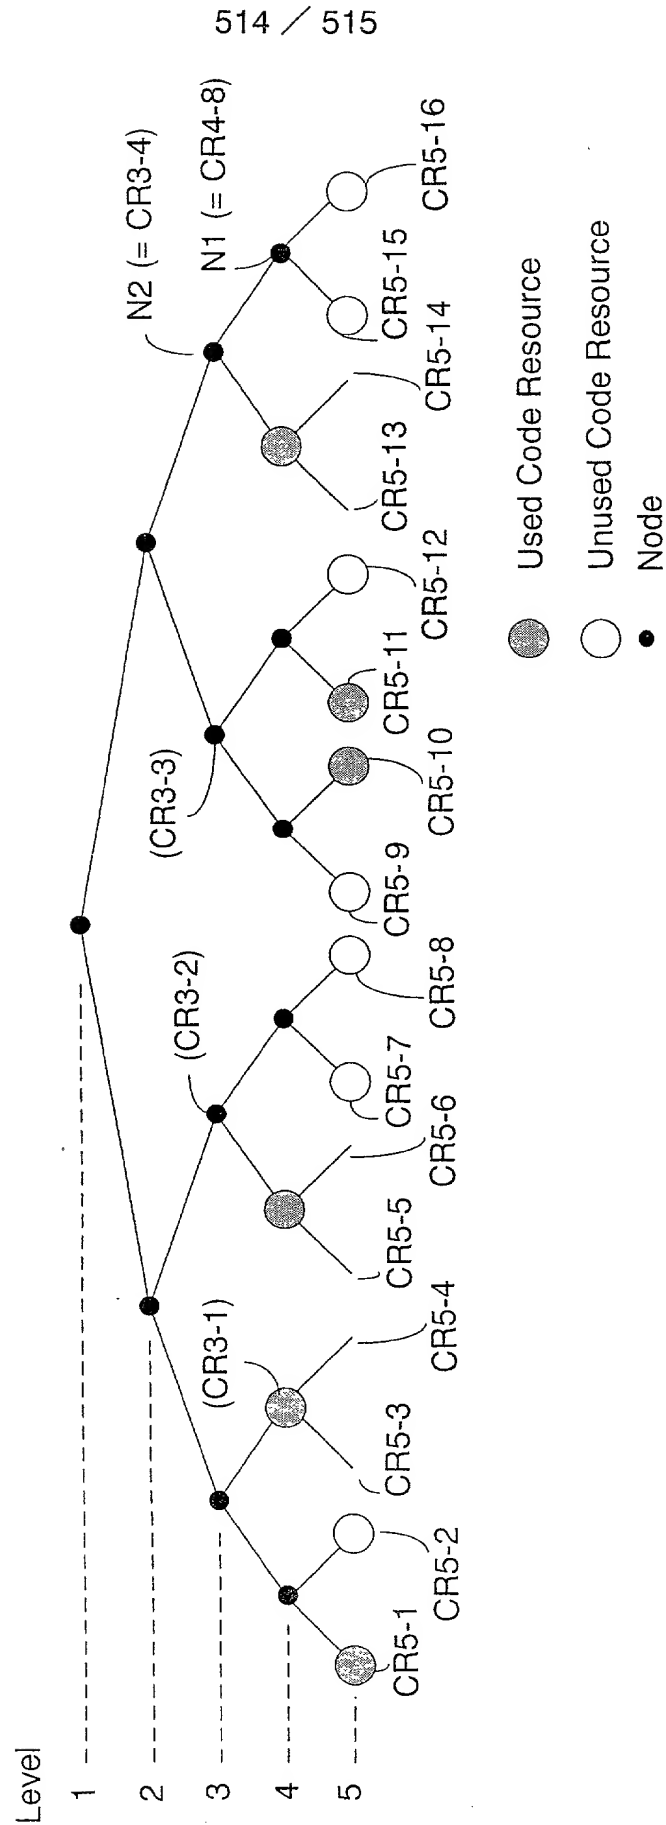 514 / 515
Level
1
2
3
4
5
N2 (= CR3-4)
N1 (= CR4-8)
(CR3-3)
(CR3-2)
(CR3-1)
CR5-1
CR5-2
CR5-3
CR5-4
CR5-5
CR5-6
CR5-7
CR5-8
CR5-9
CR5-10
CR5-11
CR5-12
CR5-13
CR5-14
CR5-15
CR5-16
Used Code Resource
Unused Code Resource
Node